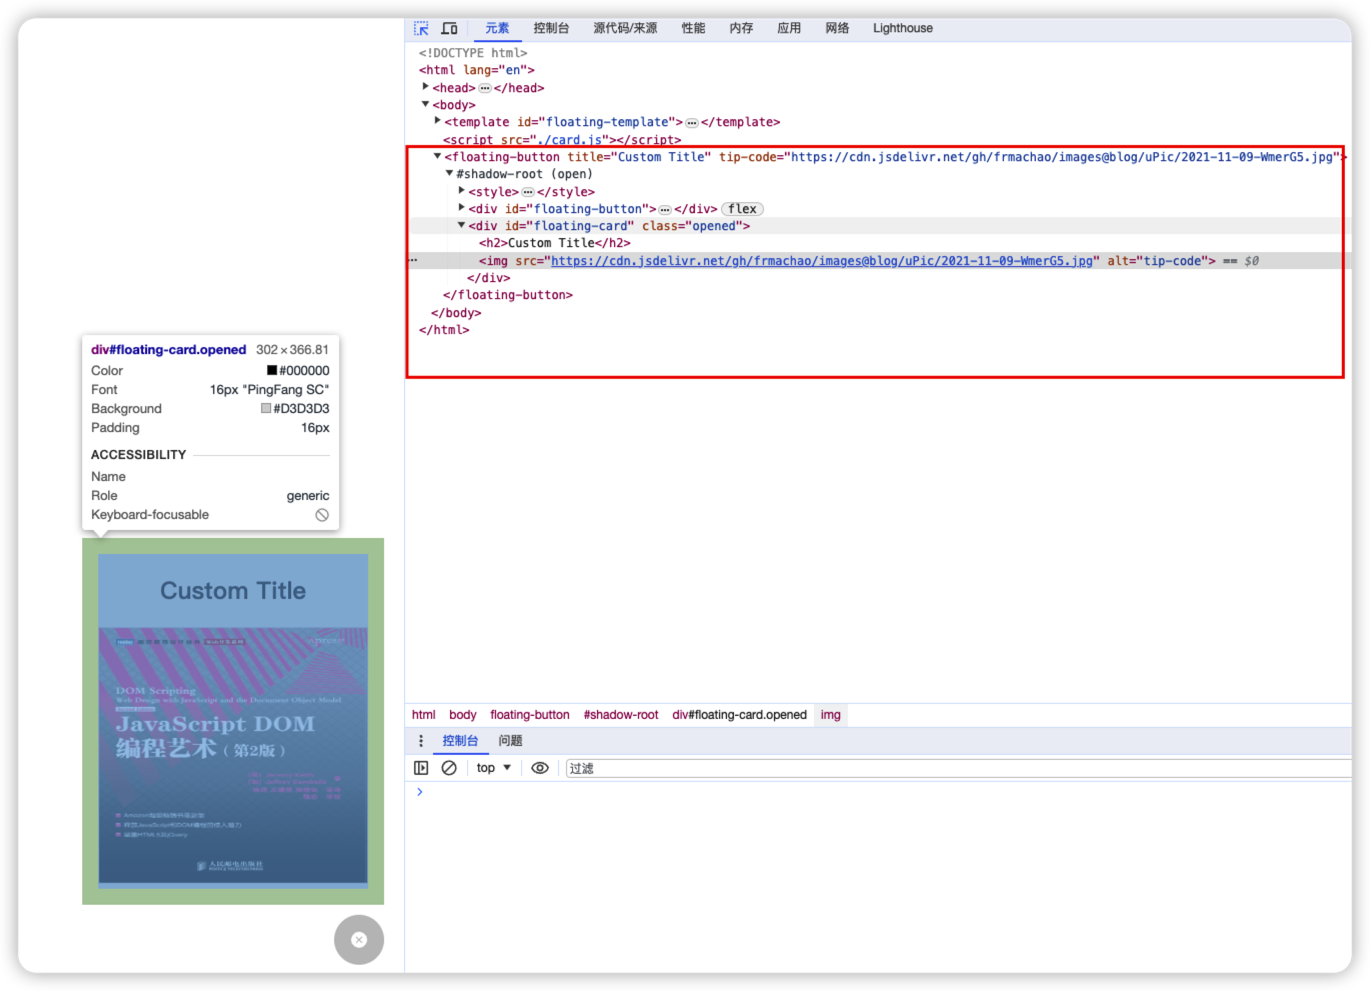 元素 控制台 源代码/来源 性能 内存 应用 网络 Lighthouse
<!DOCTYPE html>
<html lang="en">
<head> ⋯ </head>
<body>
<template id="floating-template"> ⋯ </template>
<script src="./card.js"></script>
<floating-button title="Custom Title" tip-code="https://cdn.jsdelivr.net/gh/frmachao/images@blog/uPic/2021-11-09-WmerG5.jpg">
#shadow-root (open)
<style> ⋯ </style>
<div id="floating-button"> ⋯ </div> flex
<div id="floating-card" class="opened">
<h2>Custom Title</h2>
<img src="https://cdn.jsdelivr.net/gh/frmachao/images@blog/uPic/2021-11-09-WmerG5.jpg" alt="tip-code"> == $0
</div>
</floating-button>
</body>
</html>
div#floating-card.opened 302 × 366.81
Color #000000
Font 16px "PingFang SC"
Background #D3D3D3
Padding 16px
ACCESSIBILITY
Name
Role generic
Keyboard-focusable
Custom Title
DOM Scripting
Web Design with JavaScript and the Document Object Model
JavaScript DOM
编程艺术（第2版）
人民邮电出版社
html body floating-button #shadow-root div#floating-card.opened img
控制台 问题
top ▼ 过滤
>